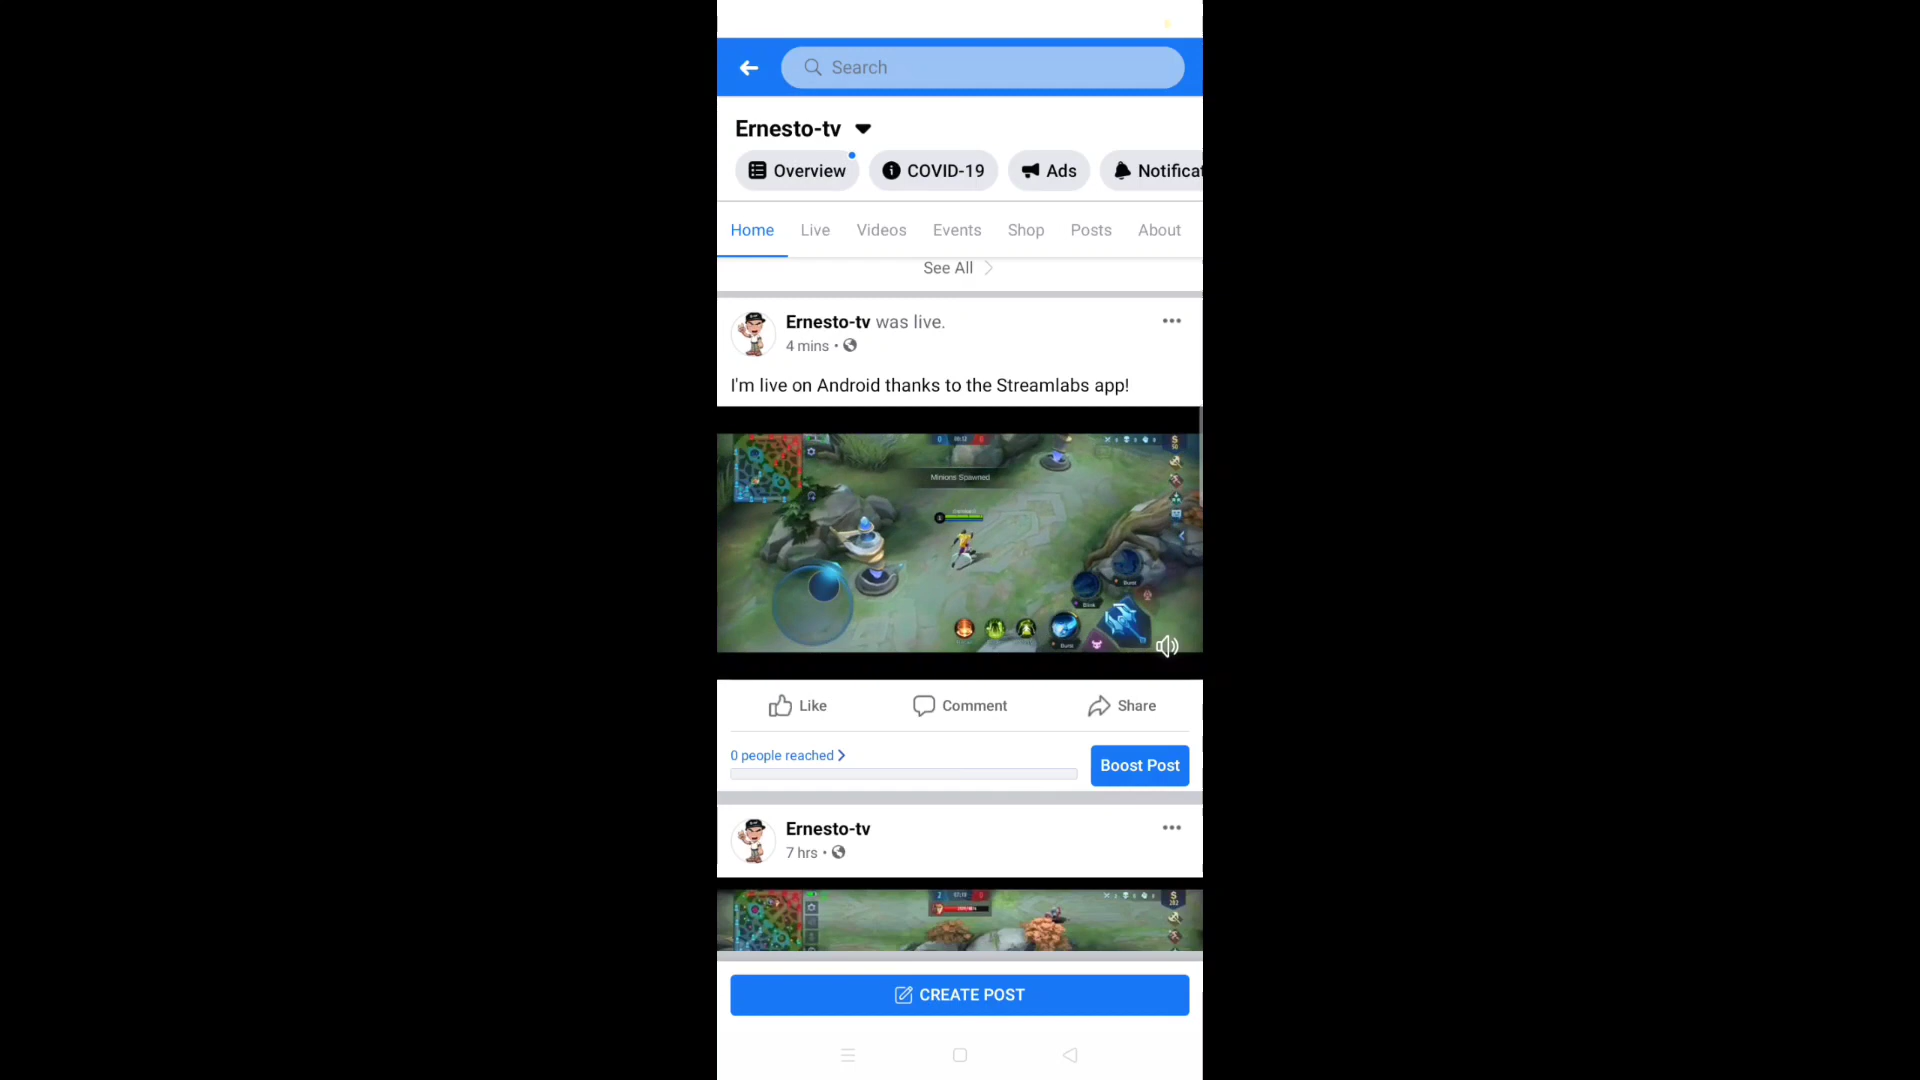 Search
Ernesto-tv
Overview
COVID-19
Ads
Notificat
Home
Live
Videos
Events
Shop
Posts
About
See All
Ernesto-tv was live.
4 mins
I'm live on Android thanks to the Streamlabs app!
Minions Spawned
Blink
Like
Comment
Share
0 people reached
Boost Post
Ernesto-tv
7 hrs
CREATE POST